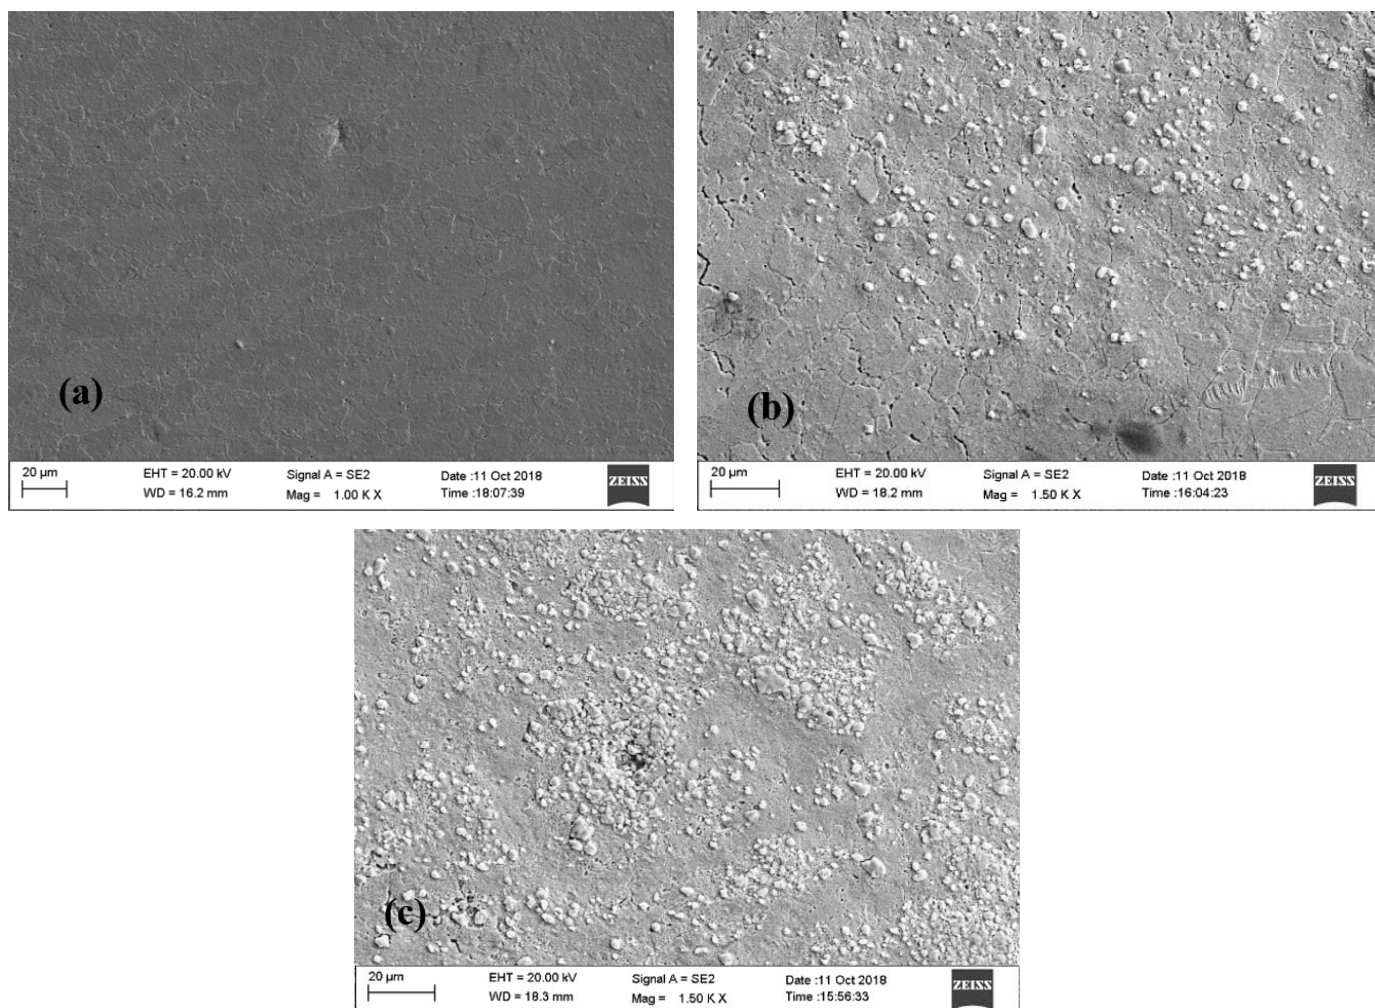 (a)
20 µm
EHT = 20.00 kV
WD = 16.2 mm
Signal A = SE2
Mag = 1.00 K X
Date :11 Oct 2018
Time :18:07:39
ZEISS
(b)
20 µm
EHT = 20.00 kV
WD = 18.2 mm
Signal A = SE2
Mag = 1.50 K X
Date :11 Oct 2018
Time :16:04:23
ZEISS
(c)
20 µm
EHT = 20.00 kV
WD = 18.3 mm
Signal A = SE2
Mag = 1.50 K X
Date :11 Oct 2018
Time :15:56:33
ZEISS